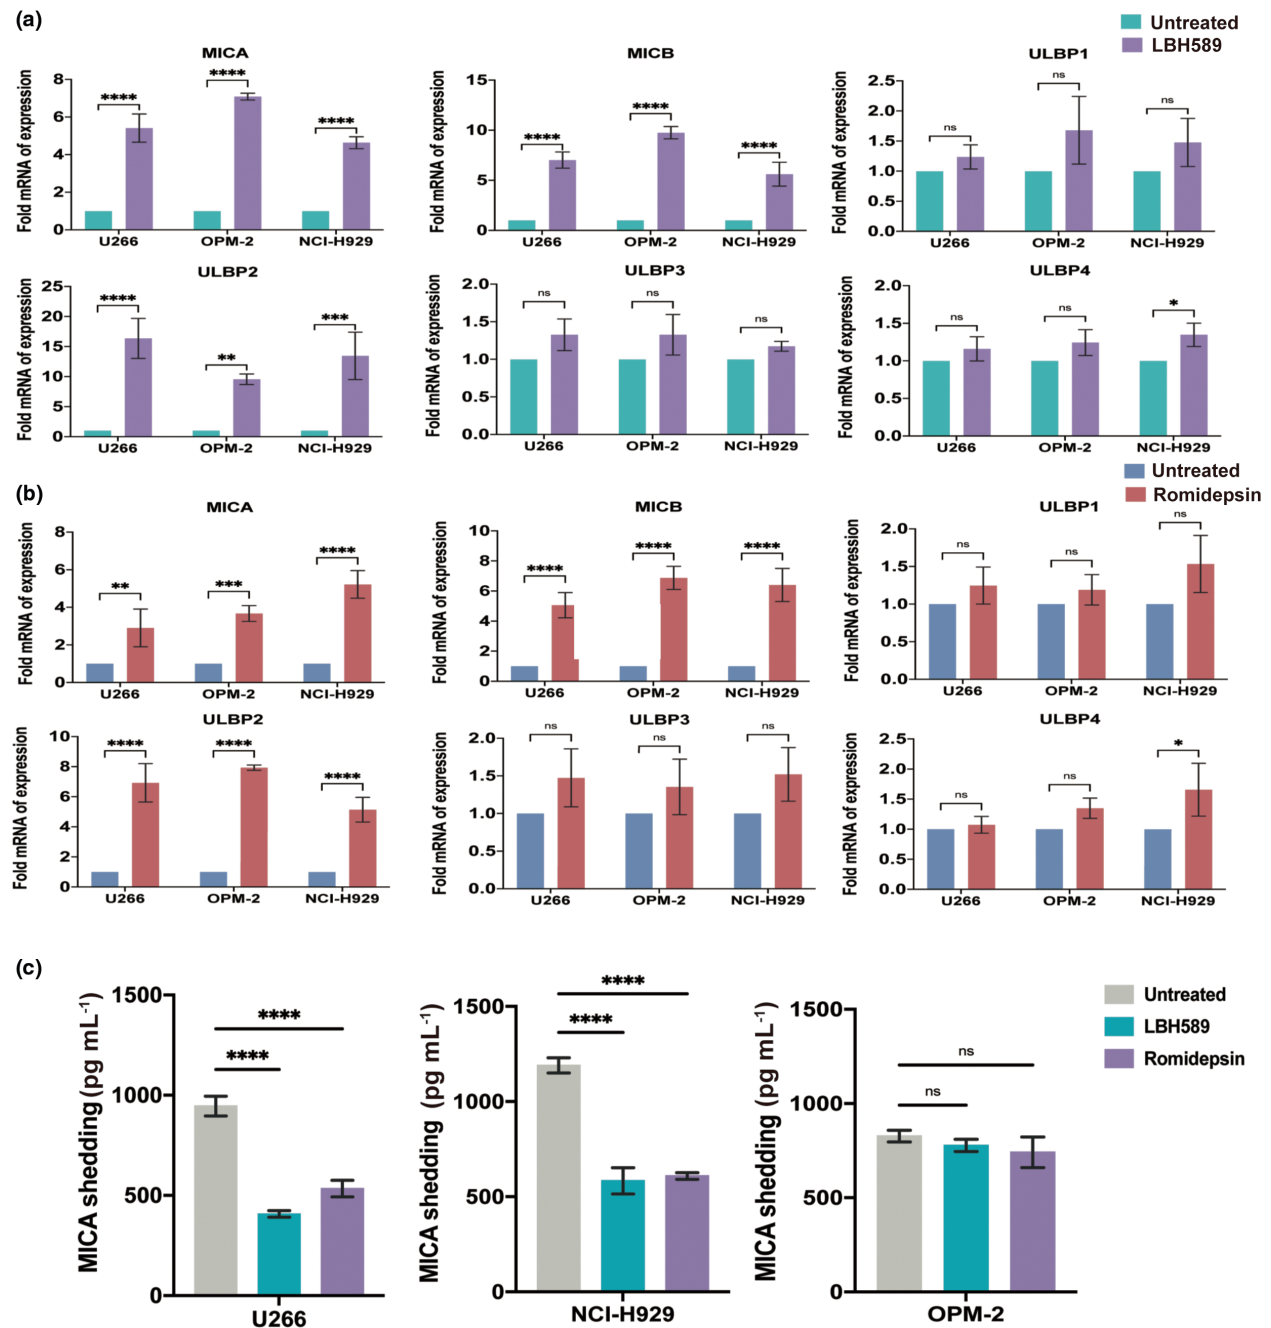 (a)
Untreated
LBH589
MICA
Fold mRNA of expression
8
6
4
2
0
****
****
****
U266
OPM-2
NCI-H929
MICB
Fold mRNA of expression
15
10
5
0
****
****
****
U266
OPM-2
NCI-H929
ULBP1
Fold mRNA of expression
2.5
2.0
1.5
1.0
0.5
0.0
ns
ns
ns
U266
OPM-2
NCI-H929
ULBP2
Fold mRNA of expression
25
20
15
10
5
0
****
**
***
U266
OPM-2
NCI-H929
ULBP3
Fold mRNA of expression
2.0
1.5
1.0
0.5
0.0
ns
ns
ns
U266
OPM-2
NCI-H929
ULBP4
Fold mRNA of expression
2.0
1.5
1.0
0.5
0.0
ns
ns
*
U266
OPM-2
NCI-H929
(b)
Untreated
Romidepsin
MICA
Fold mRNA of expression
8
6
4
2
0
**
***
****
U266
OPM-2
NCI-H929
MICB
Fold mRNA of expression
10
8
6
4
2
0
****
****
****
U266
OPM-2
NCI-H929
ULBP1
Fold mRNA of expression
2.0
1.5
1.0
0.5
0.0
ns
ns
ns
U266
OPM-2
NCI-H929
ULBP2
Fold mRNA of expression
10
8
6
4
2
0
****
****
****
U266
OPM-2
NCI-H929
ULBP3
Fold mRNA of expression
2.0
1.5
1.0
0.5
0.0
ns
ns
ns
U266
OPM-2
NCI-H929
ULBP4
Fold mRNA of expression
2.5
2.0
1.5
1.0
0.5
0.0
ns
ns
*
U266
OPM-2
NCI-H929
(c)
Untreated
LBH589
Romidepsin
MICA shedding (pg mL-1)
1500
1000
500
0
****
****
U266
MICA shedding (pg mL-1)
1500
1000
500
0
****
****
NCI-H929
MICA shedding (pg mL-1)
1500
1000
500
0
ns
ns
OPM-2